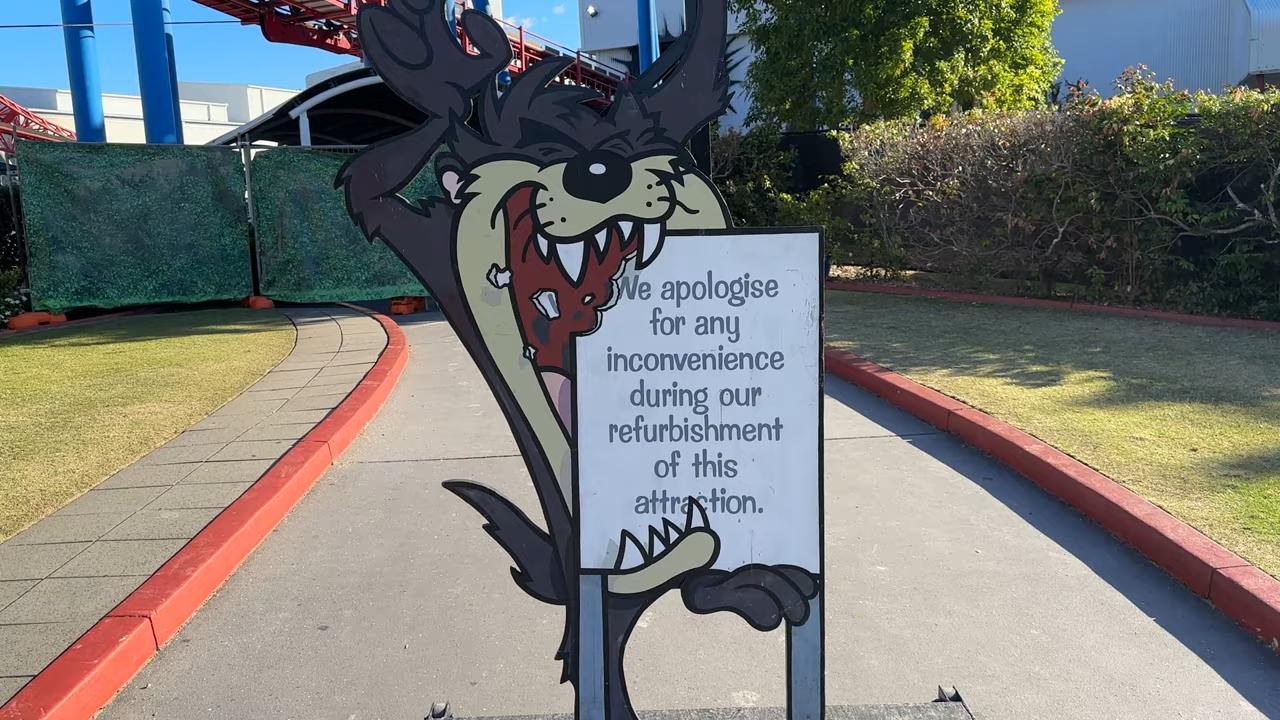 We apologise
for any
inconvenience
during our
refurbishment
of this
attraction.